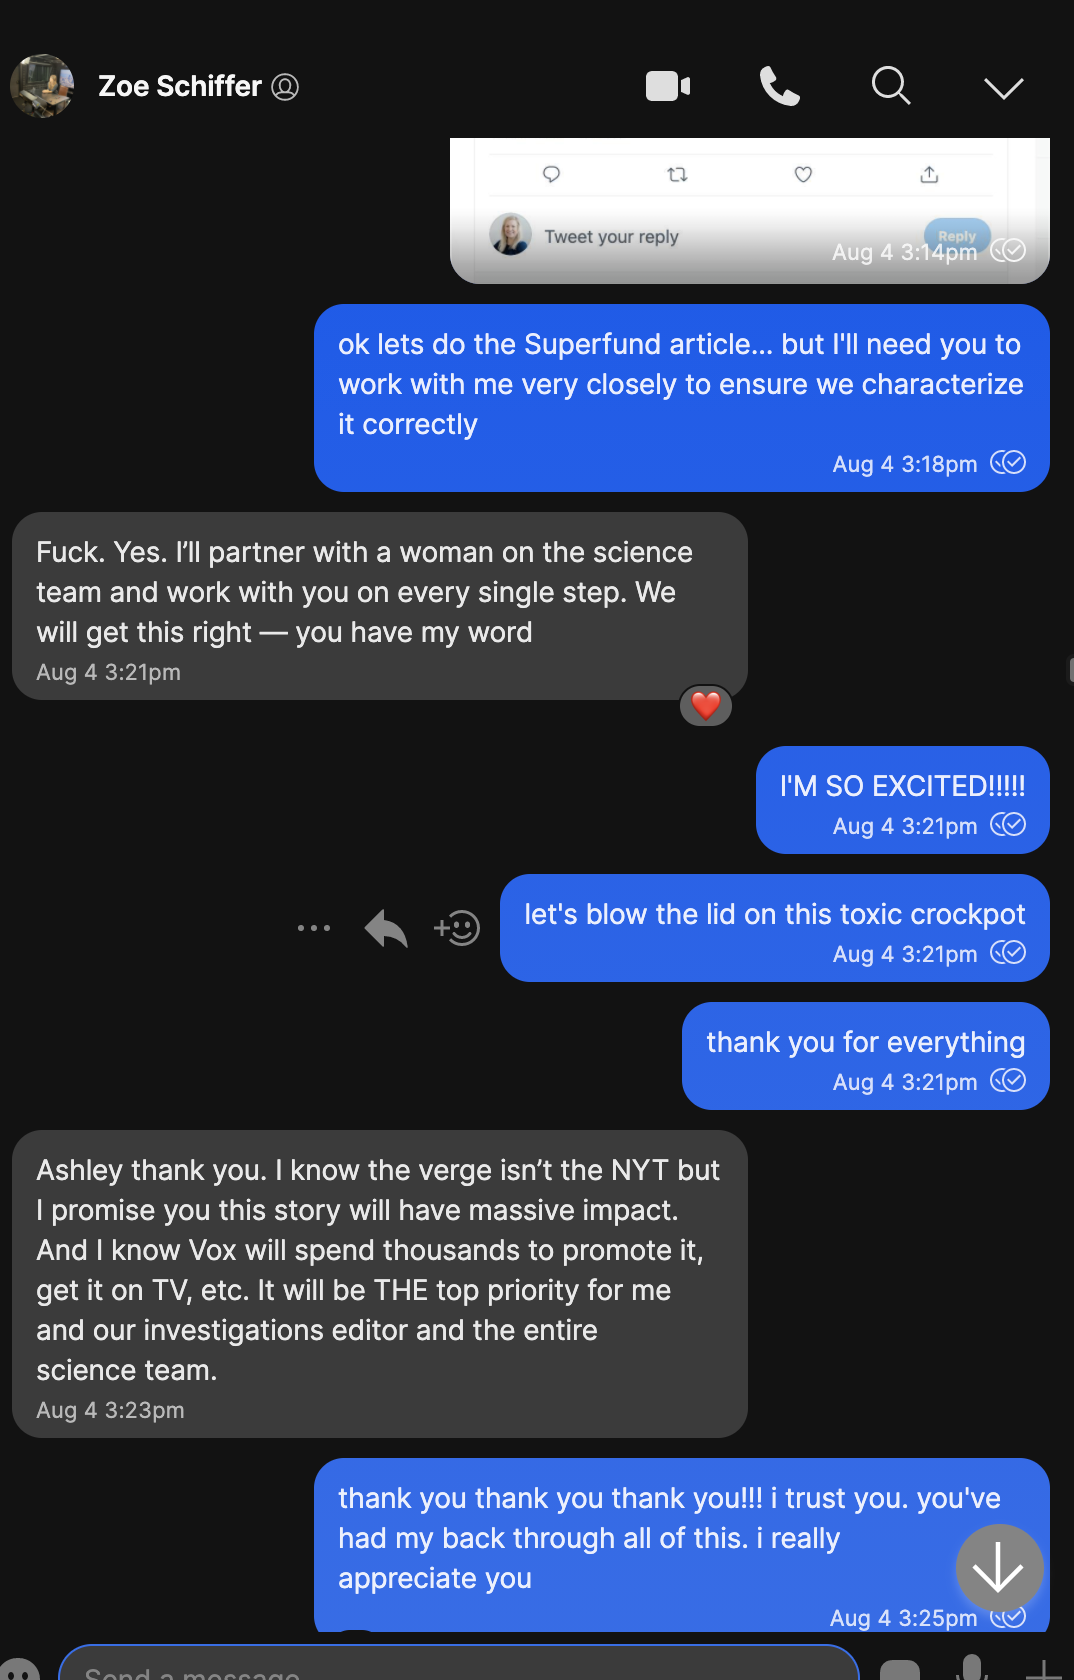 Zoe Schiffer
Tweet your reply
Reply
Aug 4 3:14pm
ok lets do the Superfund article... but I'll need you to
work with me very closely to ensure we characterize
it correctly
Aug 4 3:18pm
Fuck. Yes. I’ll partner with a woman on the science
team and work with you on every single step. We
will get this right — you have my word
Aug 4 3:21pm
I'M SO EXCITED!!!!!
Aug 4 3:21pm
let's blow the lid on this toxic crockpot
Aug 4 3:21pm
thank you for everything
Aug 4 3:21pm
Ashley thank you. I know the verge isn’t the NYT but
I promise you this story will have massive impact.
And I know Vox will spend thousands to promote it,
get it on TV, etc. It will be THE top priority for me
and our investigations editor and the entire
science team.
Aug 4 3:23pm
thank you thank you thank you!!! i trust you. you've
had my back through all of this. i really
appreciate you
Aug 4 3:25pm
Send a message